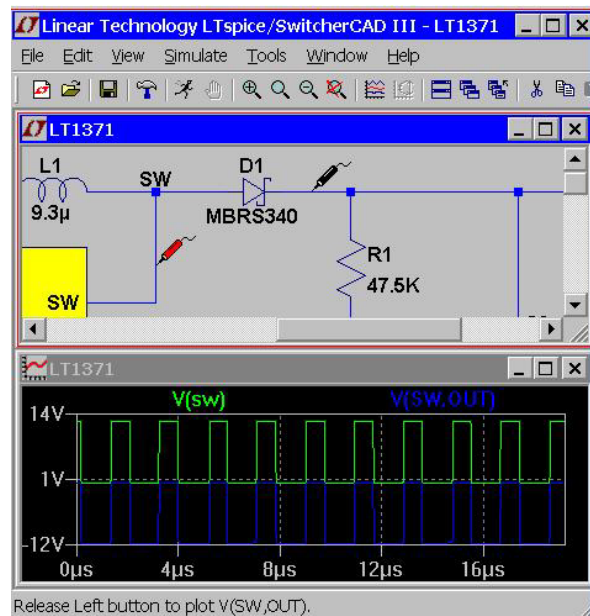 Linear Technology LTspice/SwitcherCAD III - LT1371
File Edit View Simulate Tools Window Help
LT1371
L1
SW
D1
9.3µ
MBRS340
R1
47.5K
SW
LT1371
V(sw) V(SW,OUT)
14V
1V
-12V
0µs 4µs 8µs 12µs 16µs
Release Left button to plot V(SW,OUT).